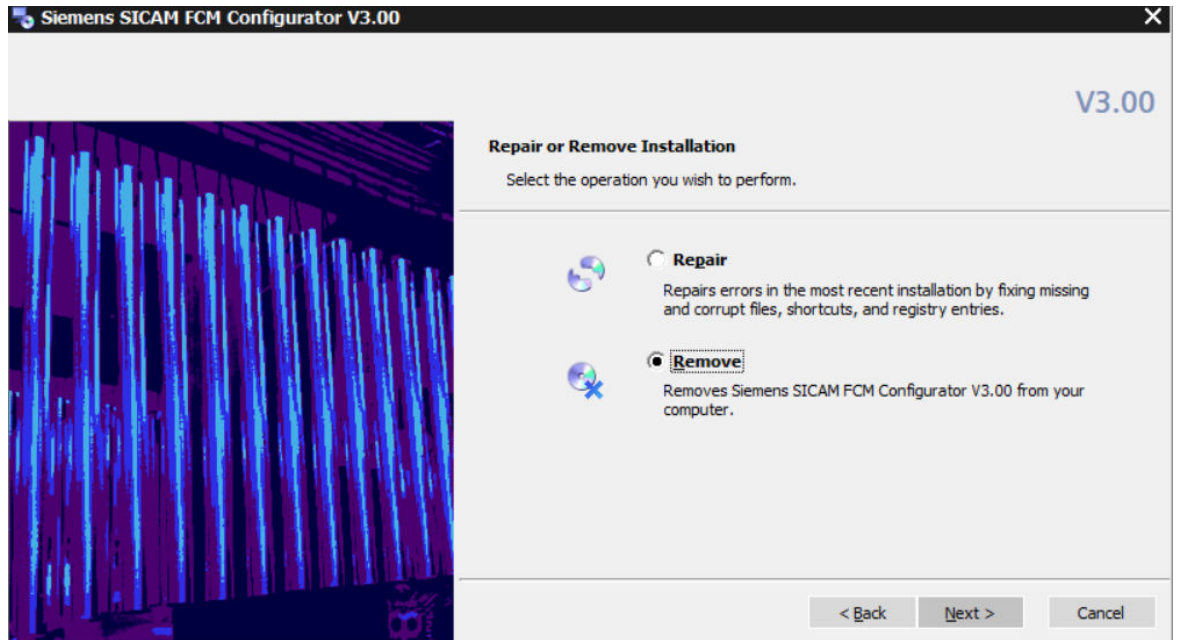 Siemens SICAM FCM Configurator V3.00
V3.00
Repair or Remove Installation
Select the operation you wish to perform.
Repair
Repairs errors in the most recent installation by fixing missing
and corrupt files, shortcuts, and registry entries.
Remove
Removes Siemens SICAM FCM Configurator V3.00 from your
computer.
< Back
Next >
Cancel